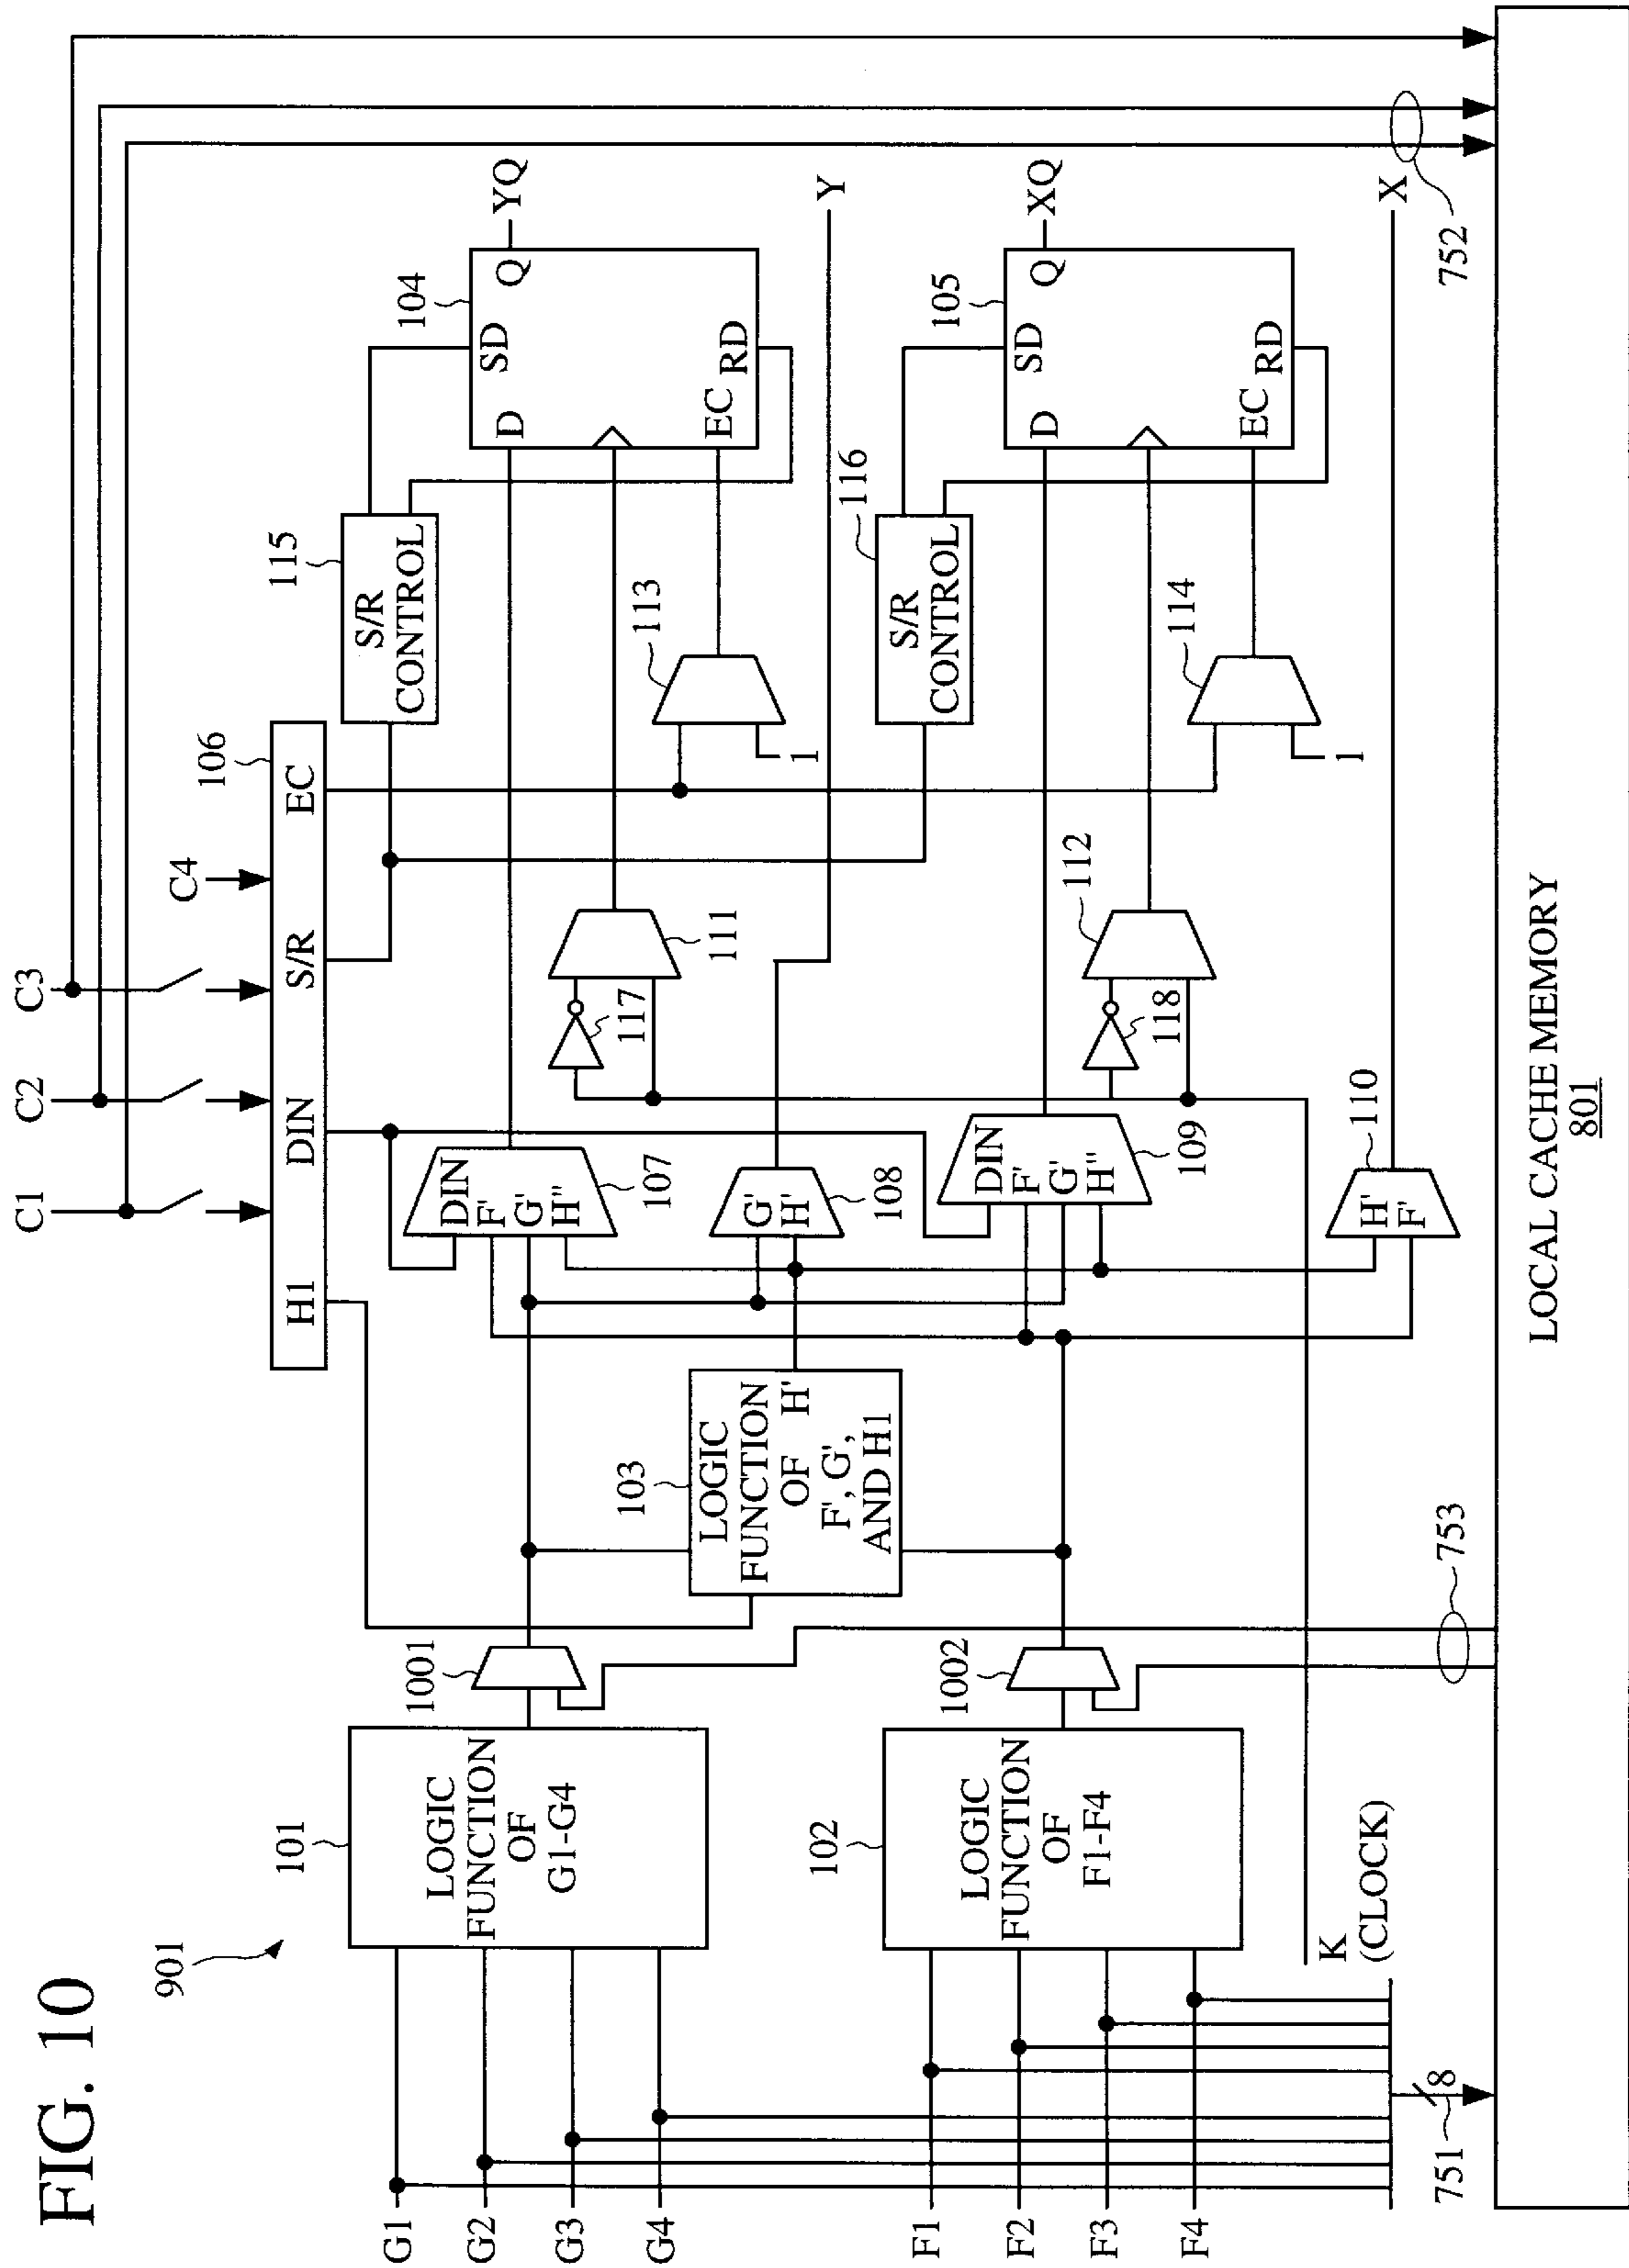 FIG. 10
901
C1
C2
C3
C4
106
H1
DIN
S/R
EC
115
S/R
CONTROL
104
SD
D
Q
YQ
EC
RD
113
1
101
LOGIC
FUNCTION
OF
G1-G4
G1
G2
G3
G4
1001
103
LOGIC
FUNCTION
OF
F', G',
AND H1
H'
DIN
F'
G'
H"
107
G'
H'
108
117
111
Y
116
S/R
CONTROL
105
SD
D
Q
XQ
EC
RD
114
1
102
LOGIC
FUNCTION
OF
F1-F4
F1
F2
F3
F4
1002
DIN
F'
G'
H"
109
118
112
H'
F'
110
X
K
(CLOCK)
751
8
753
752
LOCAL CACHE MEMORY
801